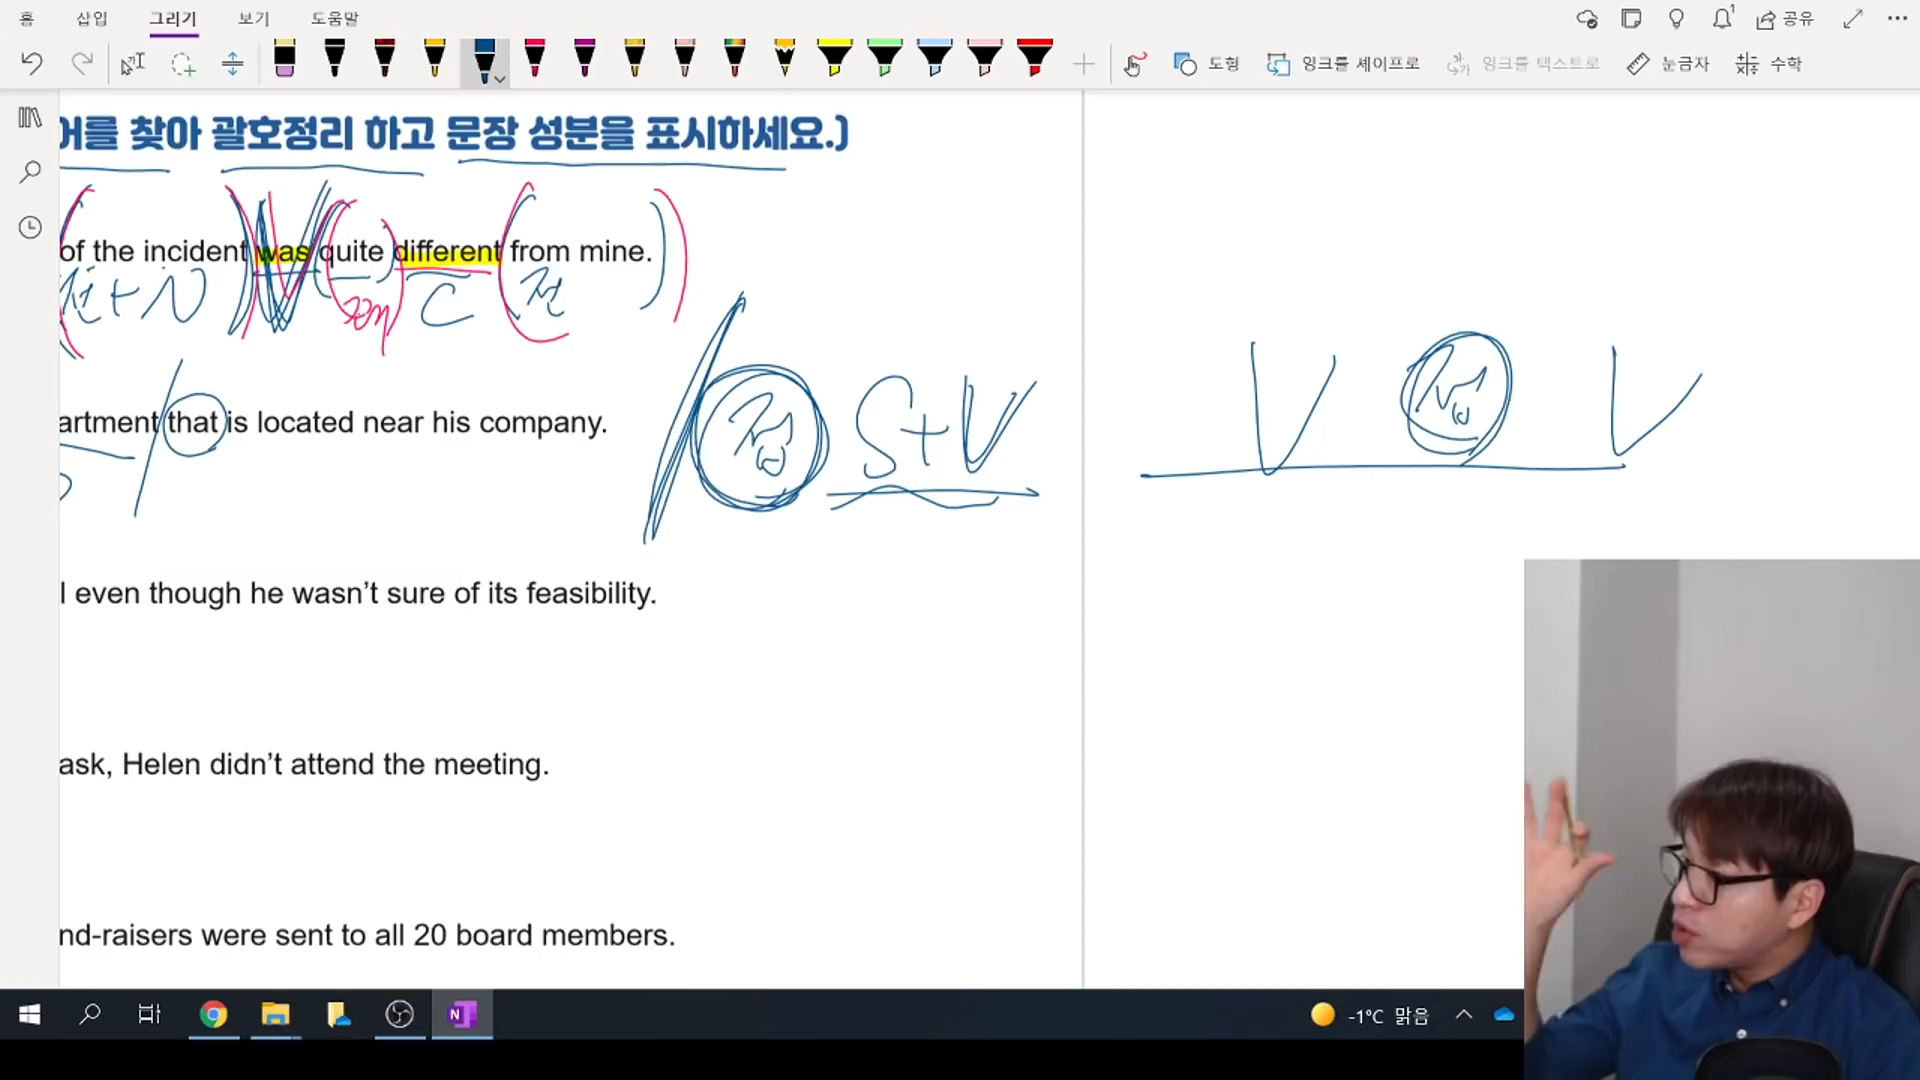 홈 삽입 그리기 보기 도움말 1 공유
도형 잉크를 셰이프로 잉크를 텍스트로 눈금자 수학
어를 찾아 괄호정리 하고 문장 성분을 표시하세요.)
of the incident was quite different from mine.
전+N V C 전
artment that is located near his company.
접 S+V V 접 V
l even though he wasn't sure of its feasibility.
ask, Helen didn't attend the meeting.
nd-raisers were sent to all 20 board members.
N -1°C 맑음